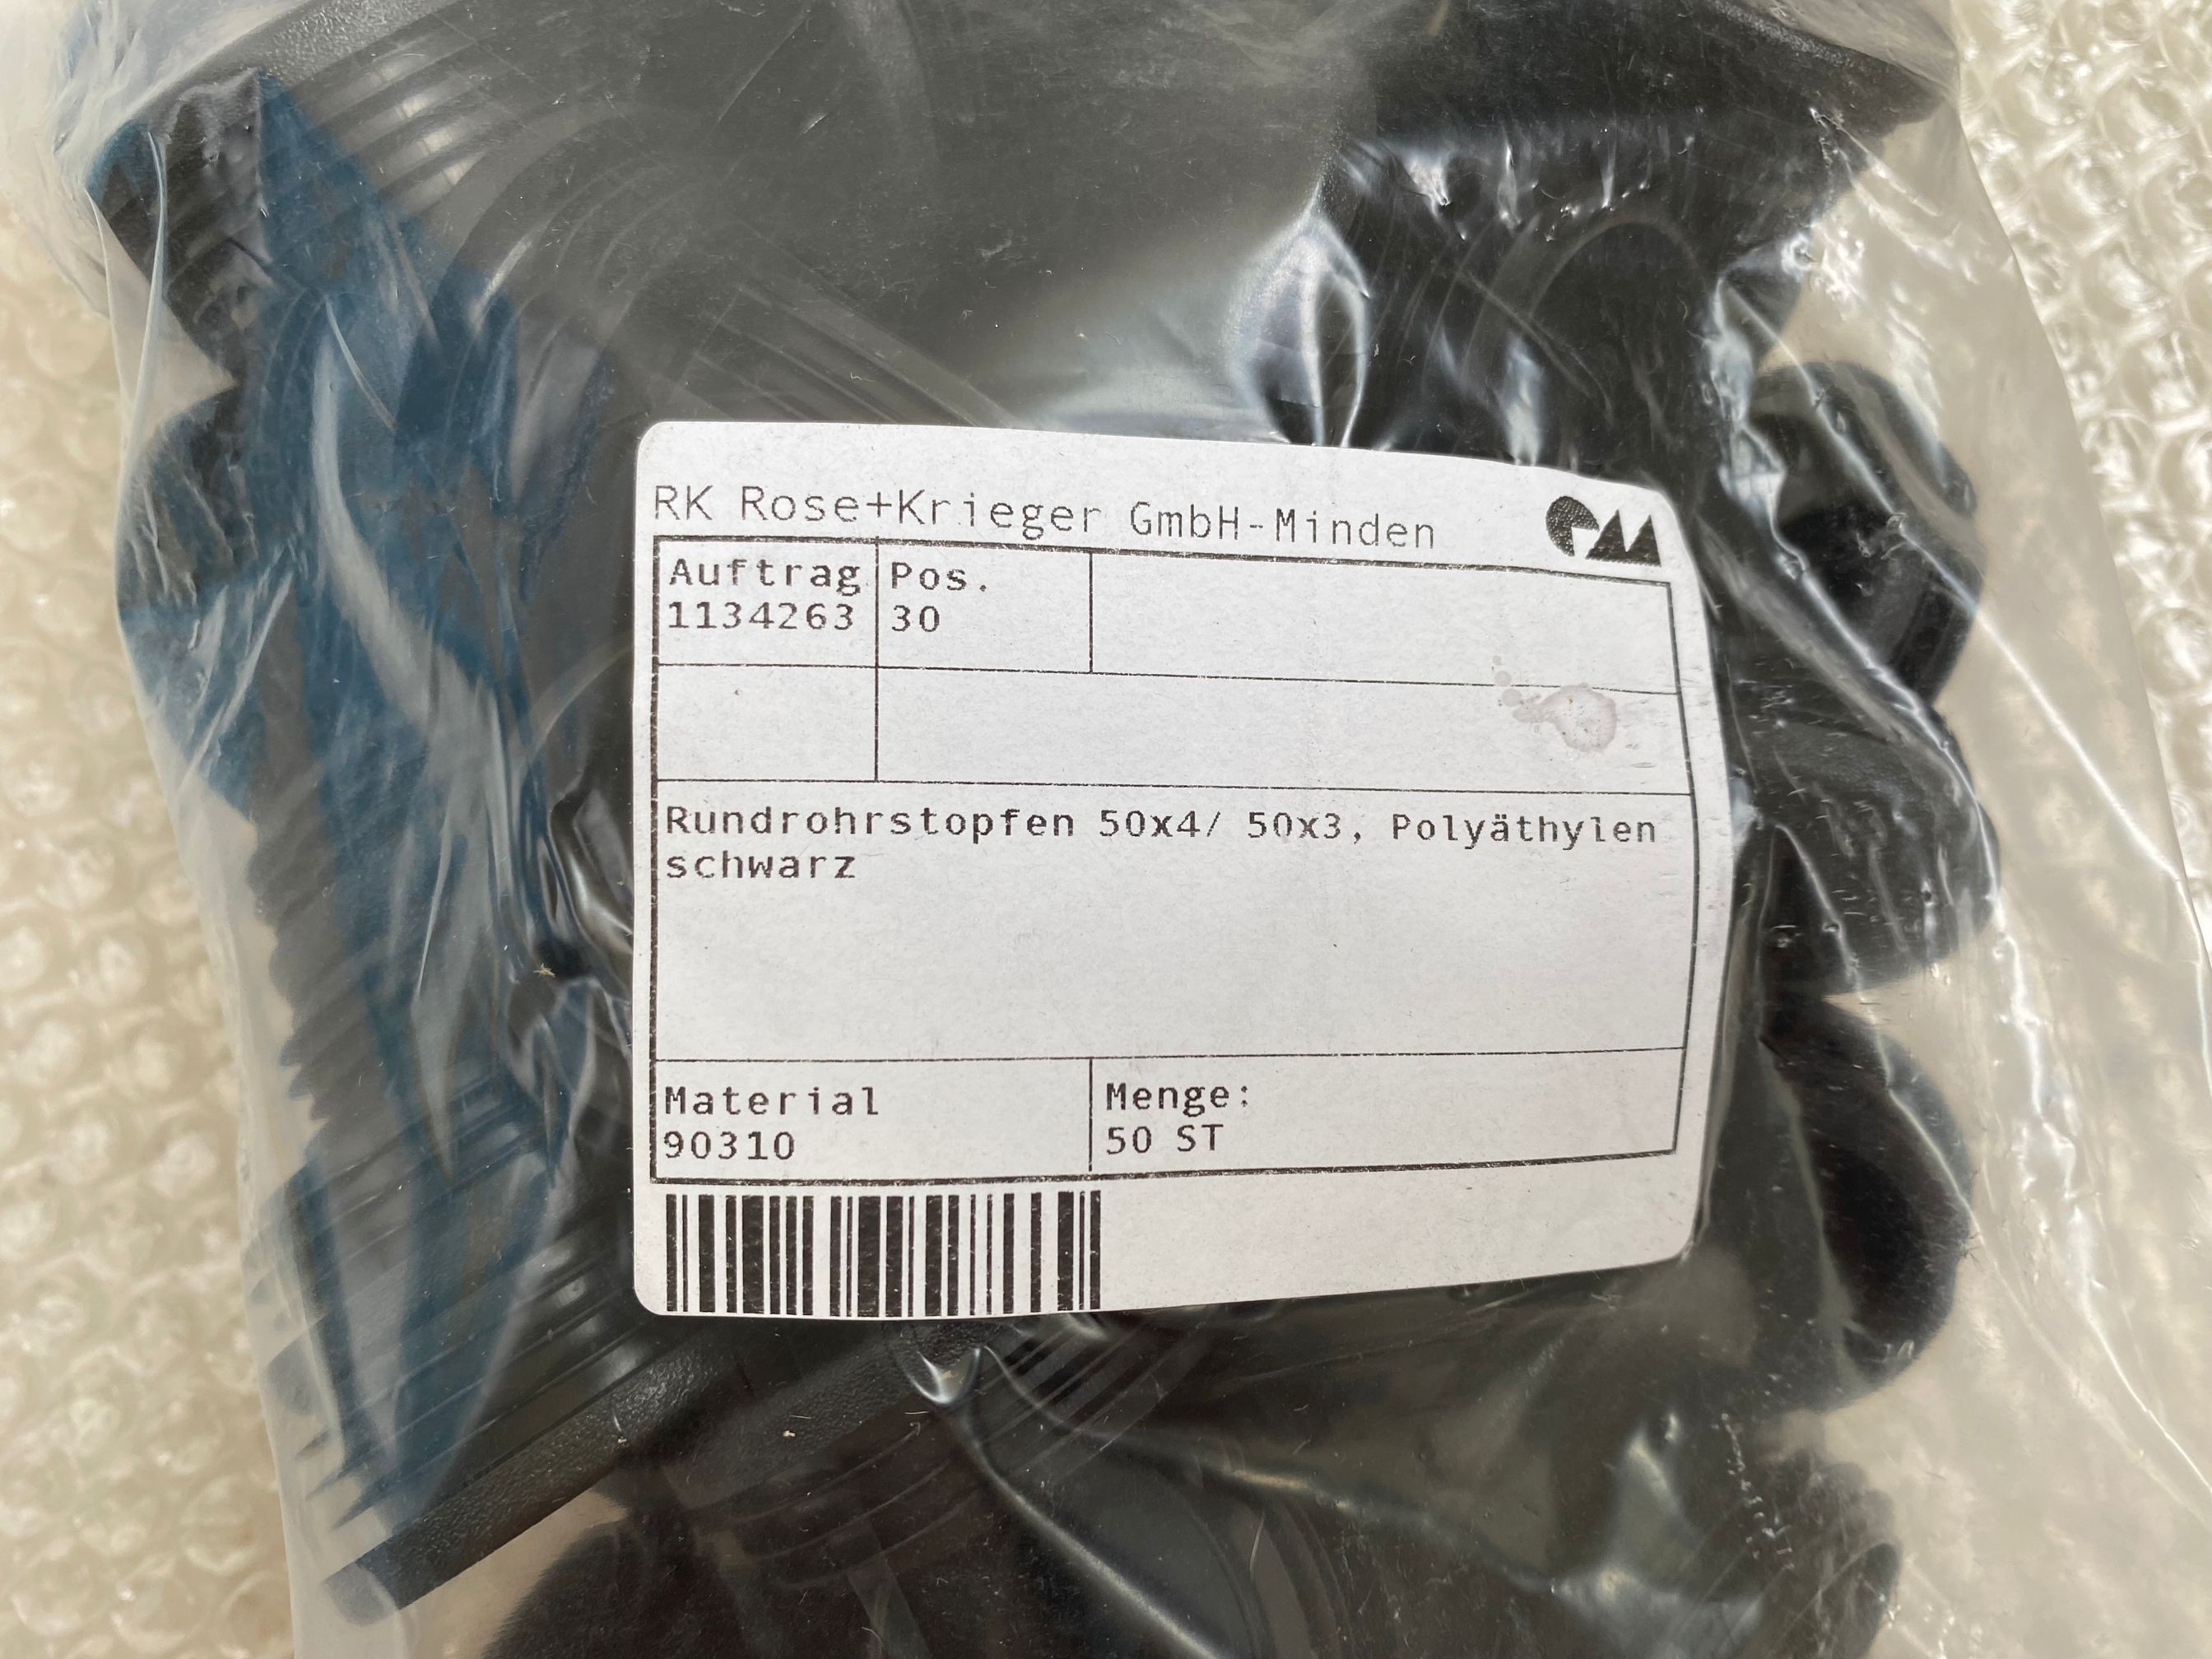 RK Rose+Krieger GmbH-Minden
Auftrag Pos.
1134263 30
Rundrohrstopfen 50x4/ 50x3, Polyäthylen
schwarz
Material Menge:
90310 50 ST